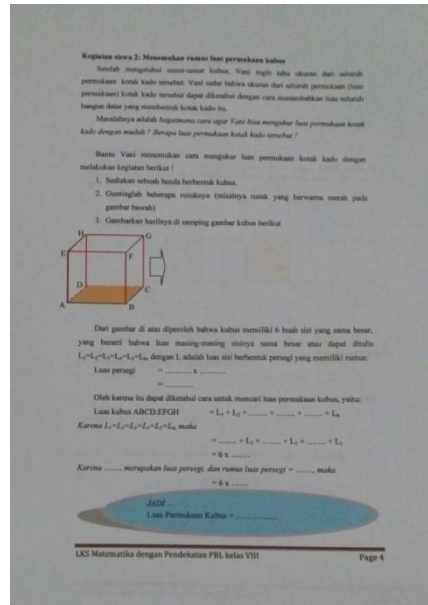 Kegiatan siswa 2: Menemukan rumus luas permukaan kubus
Setelah mengetahui unsur-unsur kubus, Vani ingin tahu ukuran dari seluruh
permukaan kotak kado tersebut. Vani sadar bahwa ukuran dari seluruh permukaan (luas
permukaan) kotak kado tersebut dapat diketahui dengan cara menambahkan luas seluruh
bangun datar yang membentuk kotak kado itu.
Masalahnya adalah bagaimana cara agar Vani bisa mengukur luas permukaan kotak
kado dengan mudah ? Berapa luas permukaan kotak kado tersebut ?
Bantu Vani menemukan cara mengukur luas permukaan kotak kado dengan
melakukan kegiatan berikut !
1. Sediakan sebuah benda berbentuk kubus.
2. Guntinglah beberapa rusuknya (misalnya rusuk yang berwarna merah pada
gambar bawah)
3. Gambarkan hasilnya di samping gambar kubus berikut
H G
E F
D C
A B
Dari gambar di atas diperoleh bahwa kubus memiliki 6 buah sisi yang sama besar,
yang berarti bahwa luas masing-masing sisinya sama besar atau dapat ditulis
L₁=L₂=L₃=L₄=L₅=L₆, dengan L adalah luas sisi berbentuk persegi yang memiliki rumus:
Luas persegi = ........... x ...........
= ...........
Oleh karena itu dapat diketahui cara untuk mencari luas permukaan kubus, yaitu:
Luas kubus ABCD.EFGH = L₁ + L₂ + ....... + ....... + ....... + L₆
Karena L₁=L₂=L₃=L₄=L₅=L₆, maka
= ....... + L₁ + ....... + L₁ + ....... + L₁
= 6 x .......
Karena ....... merupakan luas persegi, dan rumus luas persegi = ......, maka
= 6 x ......
JADI...
Luas Permukaan Kubus = ................
LKS Matematika dengan Pendekatan PBL kelas VIII Page 4